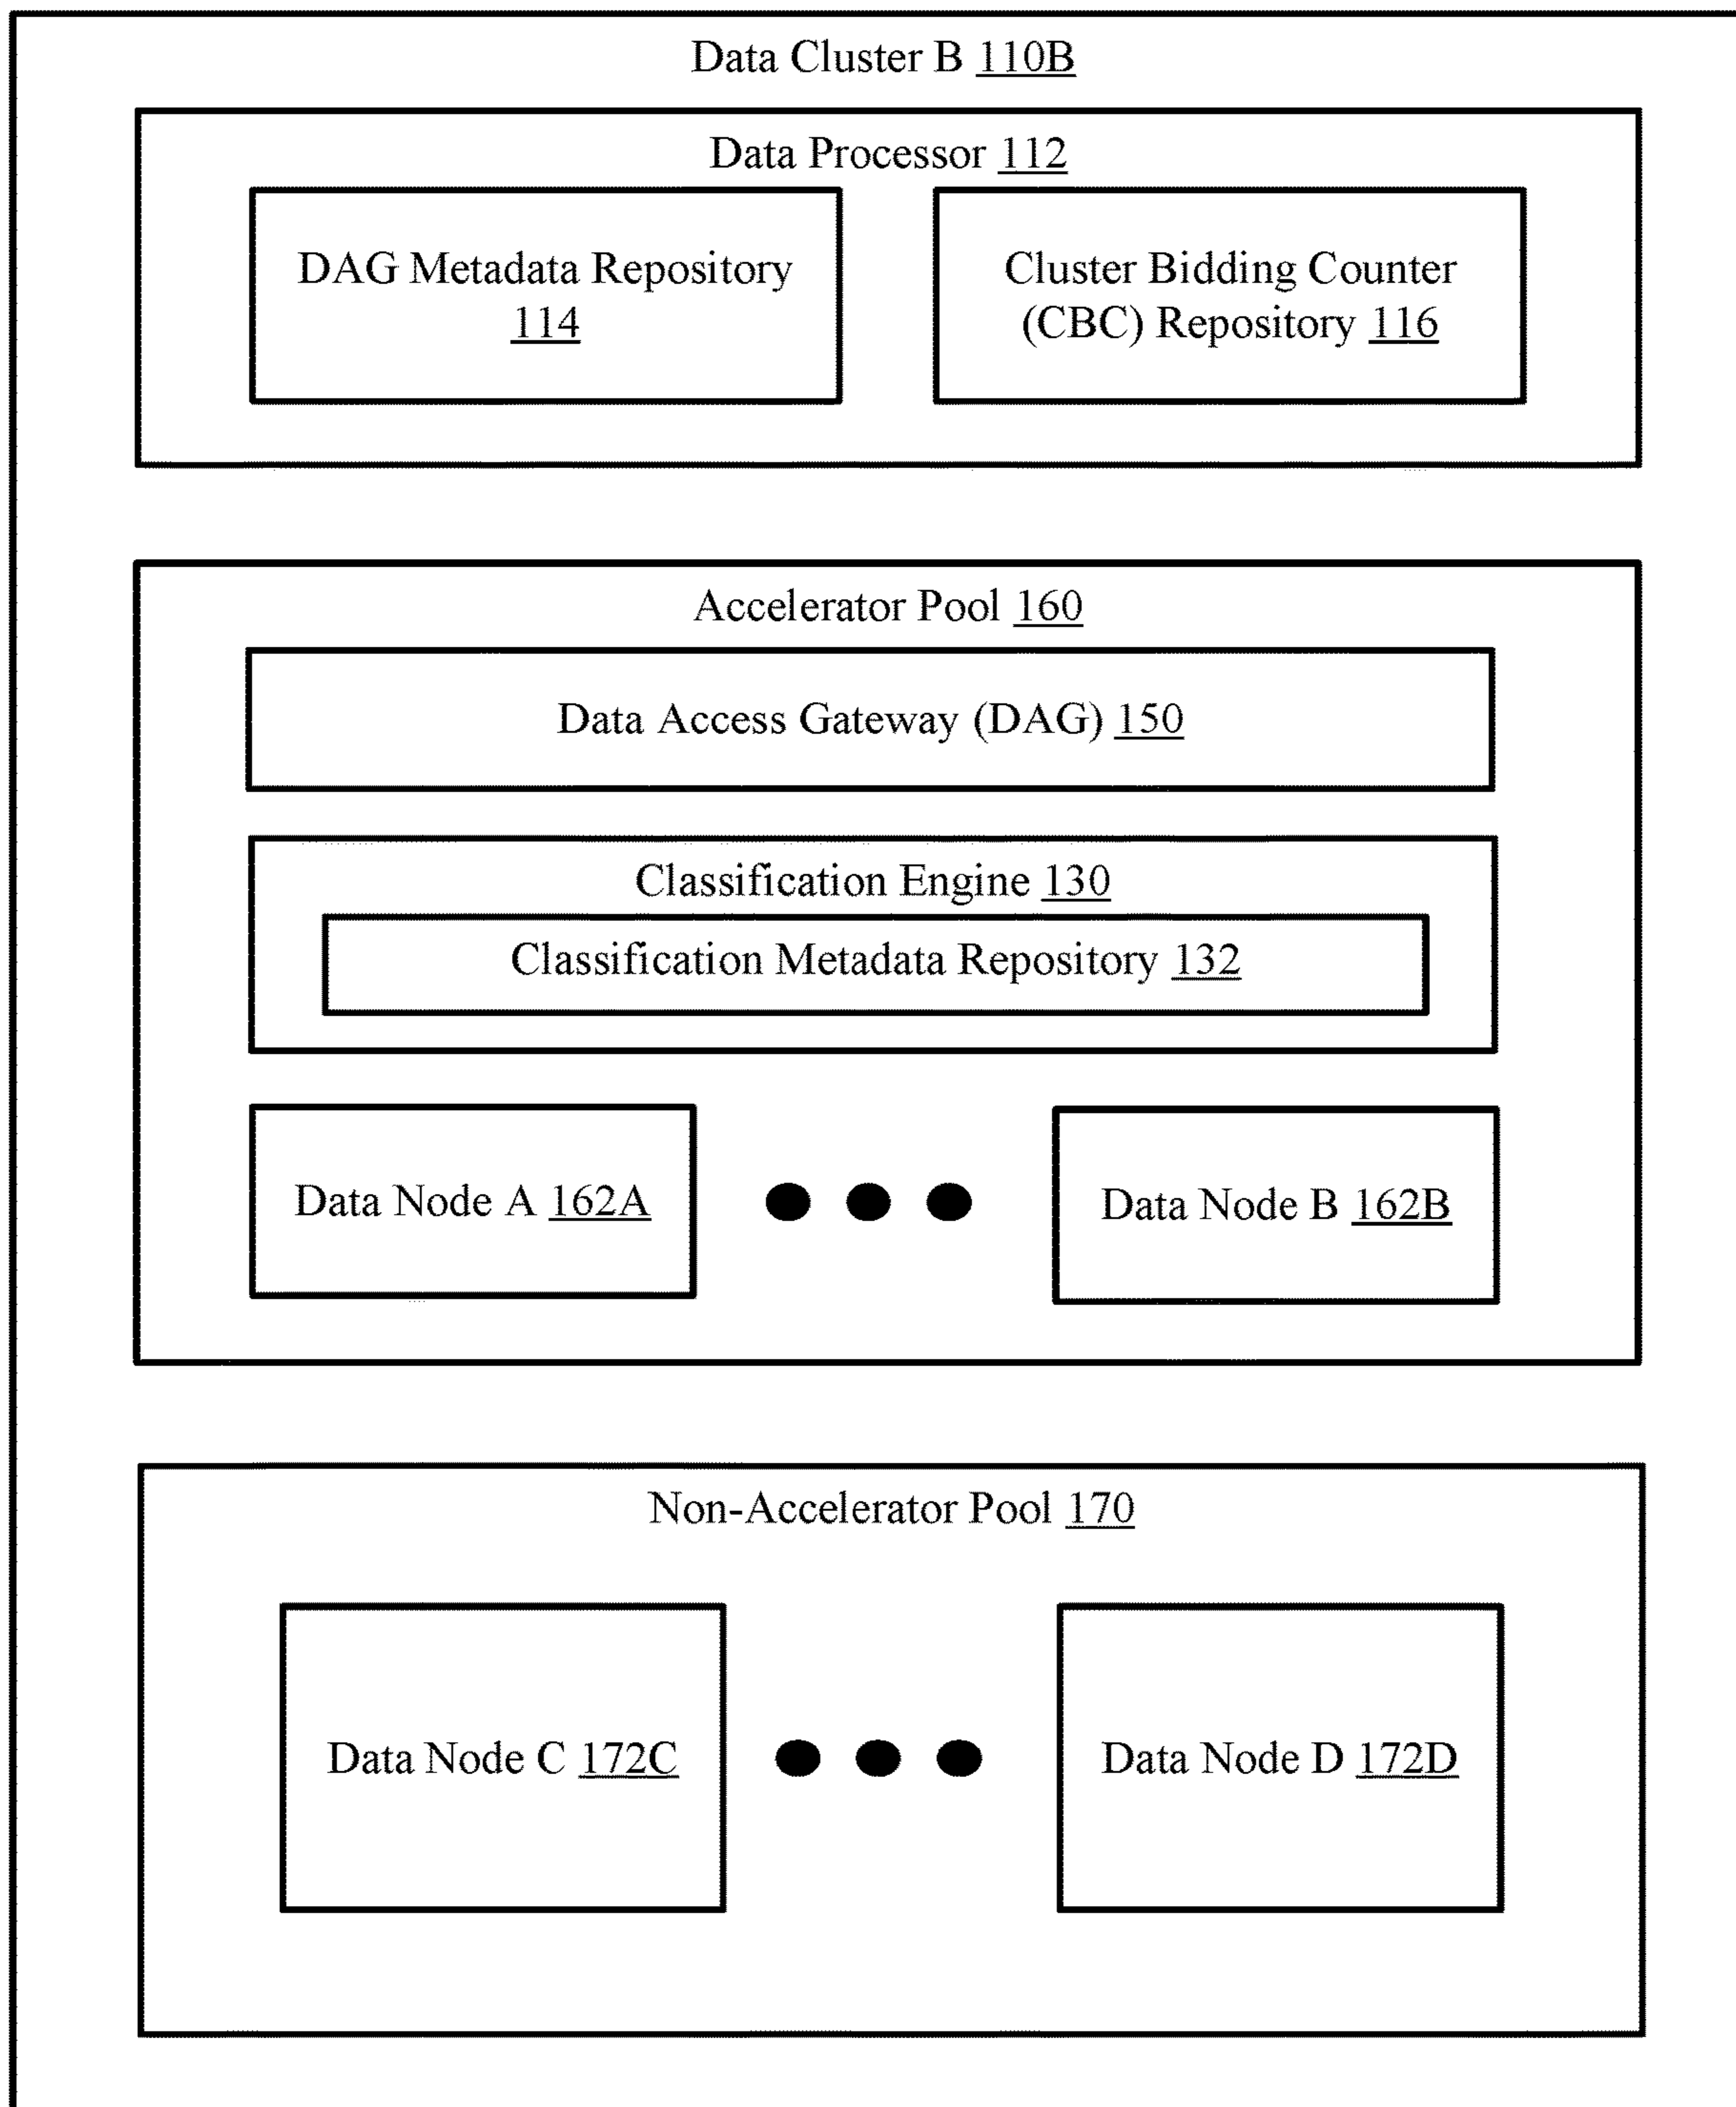 Data Cluster B 110B
Data Processor 112
DAG Metadata Repository
114
Cluster Bidding Counter
(CBC) Repository 116
Accelerator Pool 160
Data Access Gateway (DAG) 150
Classification Engine 130
Classification Metadata Repository 132
Data Node A 162A
Data Node B 162B
Non-Accelerator Pool 170
Data Node C 172C
Data Node D 172D